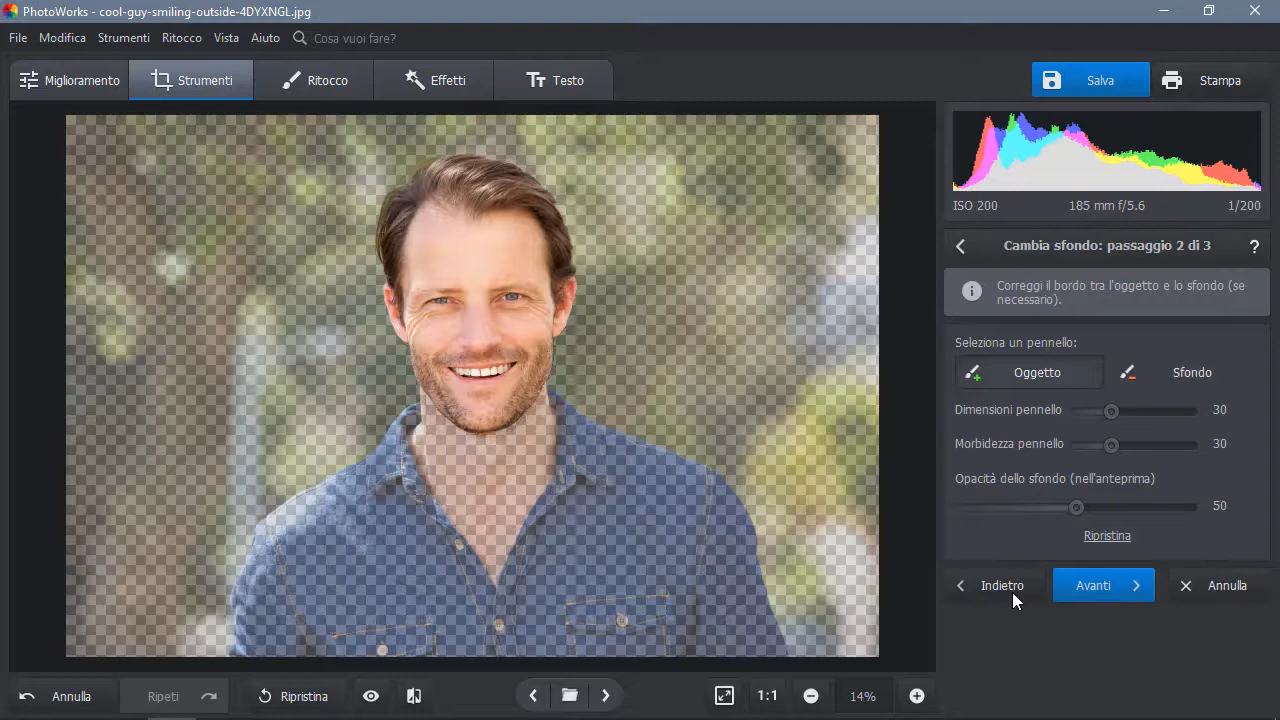 PhotoWorks - cool-guy-smiling-outside-4DYXNGL.jpg
File Modifica Strumenti Ritocco Vista Aiuto Cosa vuoi fare?
Miglioramento Strumenti Ritocco Effetti Testo Salva Stampa
ISO 200 185 mm f/5.6 1/200
Cambia sfondo: passaggio 2 di 3 ?
Correggi il bordo tra l'oggetto e lo sfondo (se
necessario).
Seleziona un pennello:
Oggetto Sfondo
Dimensioni pennello 30
Morbidezza pennello 30
Opacità dello sfondo (nell'anteprima)
50
Ripristina
Indietro Avanti Annulla
Annulla Ripeti Ripristina 1:1 14%